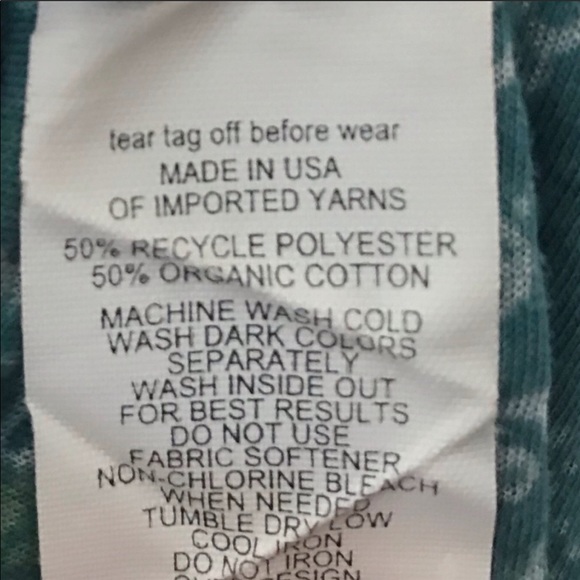 tear tag off before wear
MADE IN USA
OF IMPORTED YARNS
50% RECYCLE POLYESTER
50% ORGANIC COTTON
MACHINE WASH COLD
WASH DARK COLORS
SEPARATELY
WASH INSIDE OUT
FOR BEST RESULTS
DO NOT USE
FABRIC SOFTENER
NON-CHLORINE BLEACH
WHEN NEEDED
TUMBLE DRY LOW
COOL IRON
DO NOT IRON
DESIGN